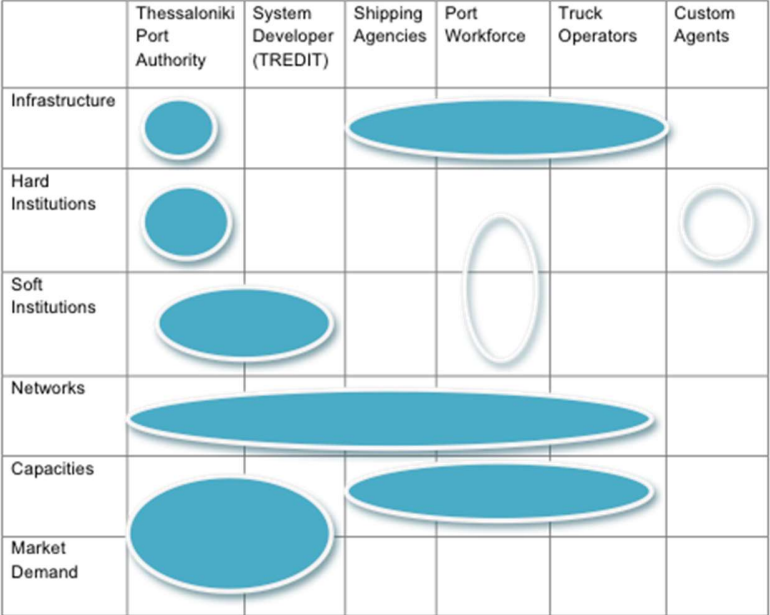 Thessaloniki
Port
Authority
System
Developer
(TREDIT)
Shipping
Agencies
Port
Workforce
Truck
Operators
Custom
Agents
Infrastructure
Hard
Institutions
Soft
Institutions
Networks
Capacities
Market
Demand